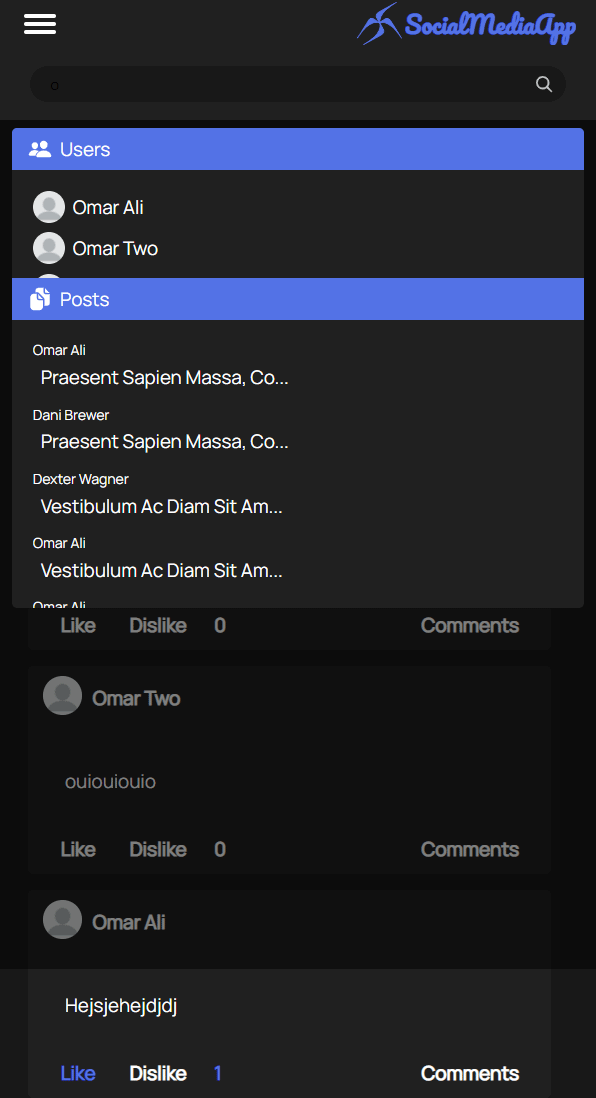 SocialMediaApp
o
Users
Omar Ali
Omar Two
Posts
Omar Ali
Praesent Sapien Massa, Co...
Dani Brewer
Praesent Sapien Massa, Co...
Dexter Wagner
Vestibulum Ac Diam Sit Am...
Omar Ali
Vestibulum Ac Diam Sit Am...
Omar Ali
Like Dislike 0 Comments
Omar Two
ouiouiouio
Like Dislike 0 Comments
Omar Ali
Hejsjehejdjdj
Like Dislike 1 Comments